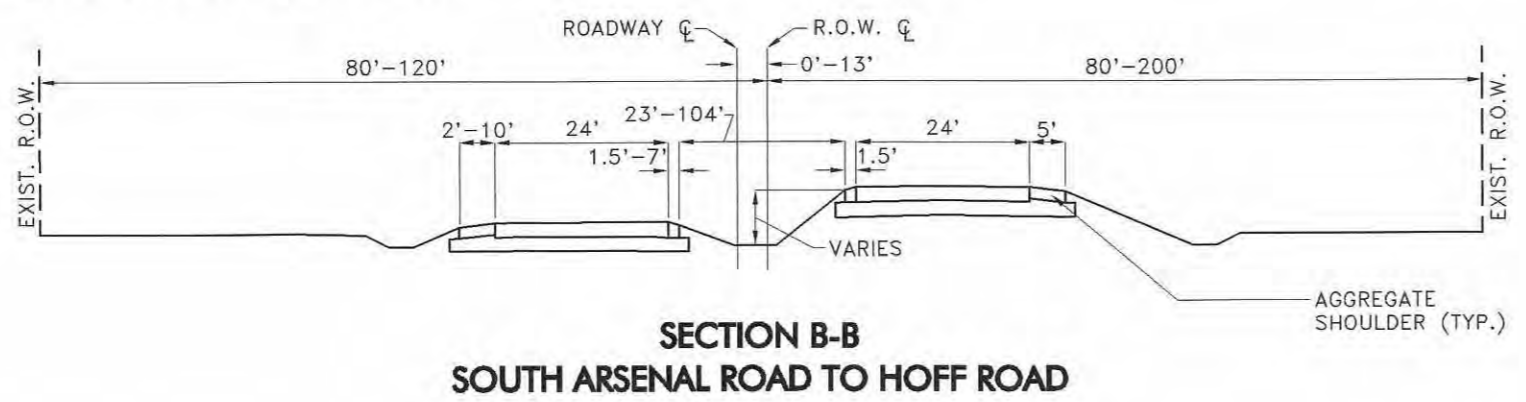 ROADWAY ℄
R.O.W. ℄
80'-120'
0'-13'
80'-200'
EXIST. R.O.W.
EXIST. R.O.W.
23'-104'
2'-10'
24'
24'
5'
1.5'-7'
1.5'
VARIES
AGGREGATE
SHOULDER (TYP.)
SECTION B-B
SOUTH ARSENAL ROAD TO HOFF ROAD